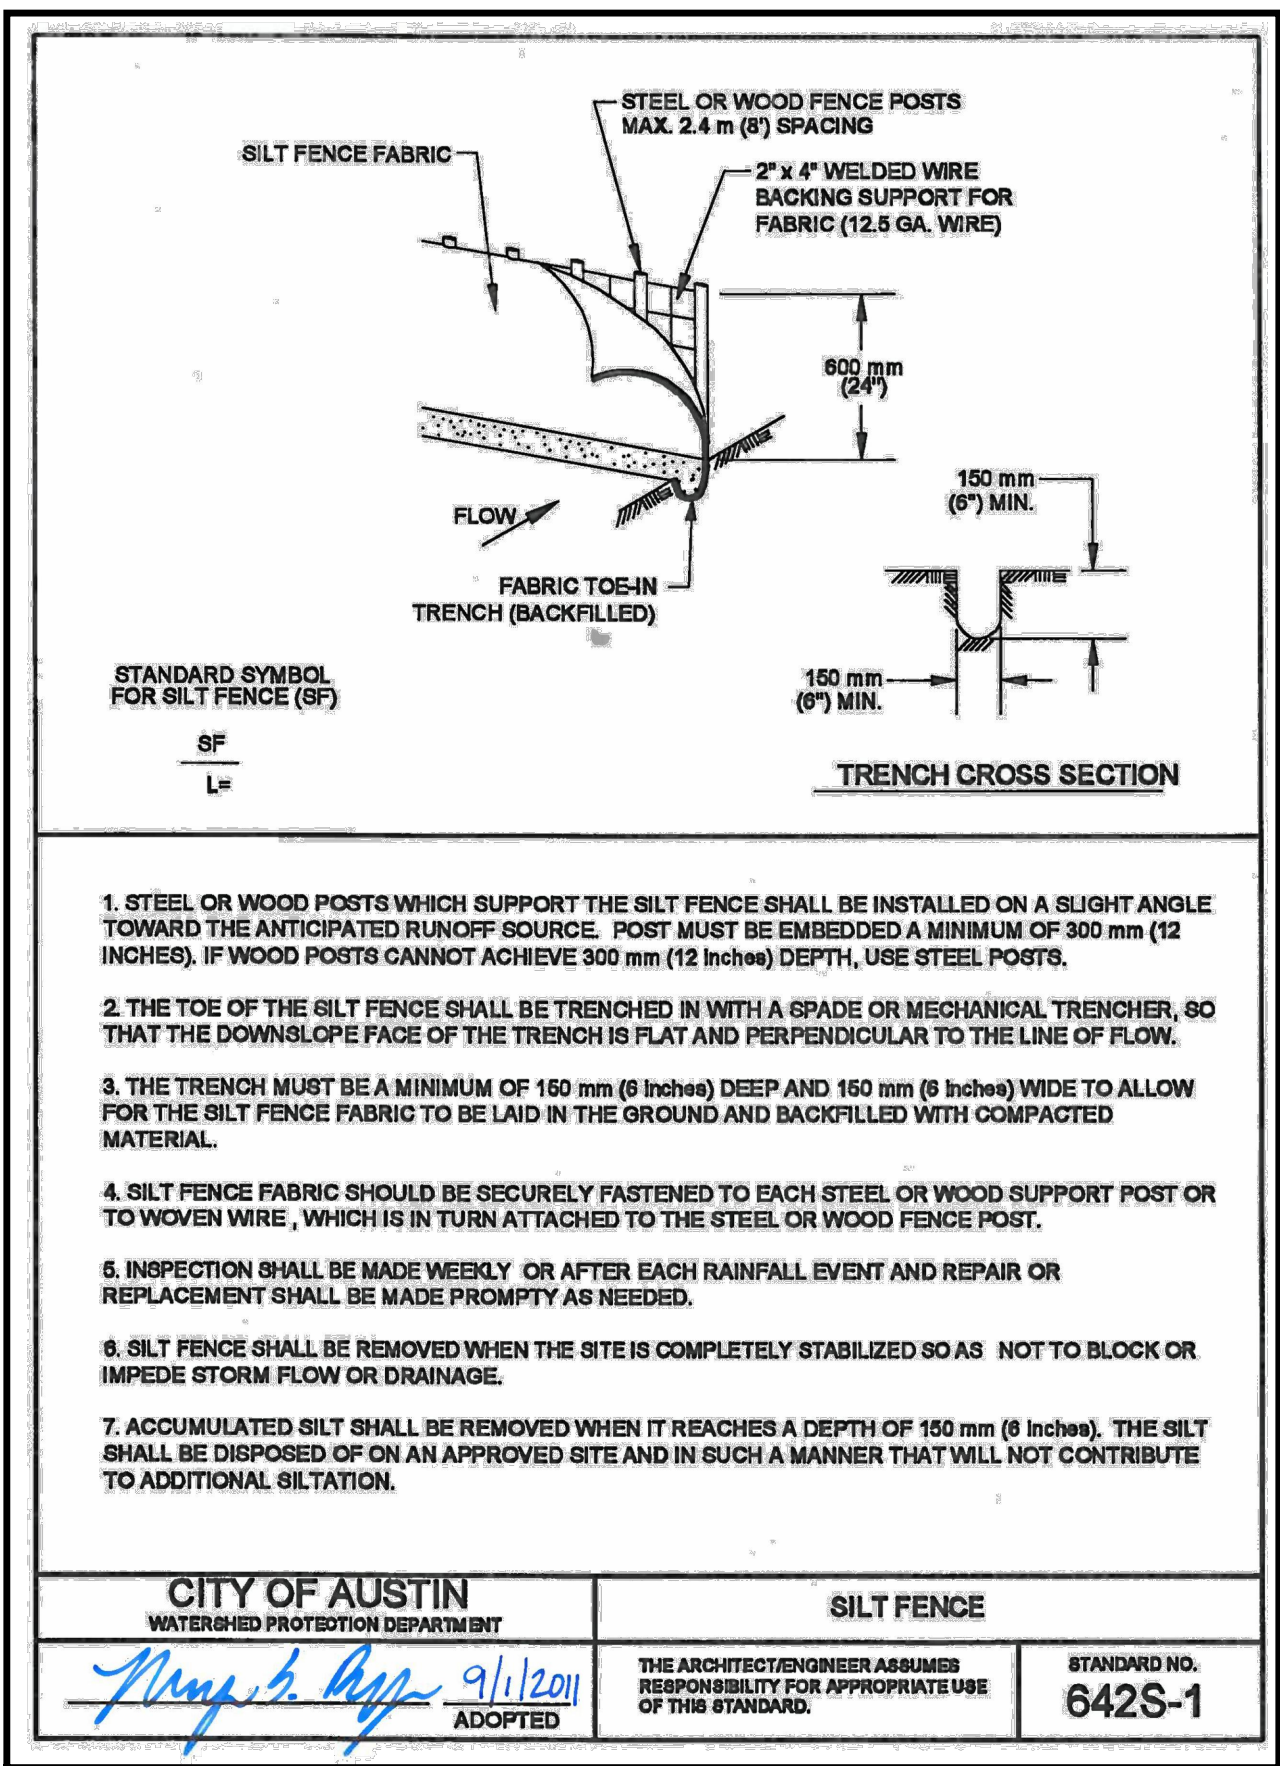 STEEL OR WOOD FENCE POSTS
MAX. 2.4 m (8') SPACING
SILT FENCE FABRIC
2" x 4" WELDED WIRE
BACKING SUPPORT FOR
FABRIC (12.5 GA. WIRE)
600 mm
(24")
150 mm
(6") MIN.
FLOW
FABRIC TOE-IN
TRENCH (BACKFILLED)
STANDARD SYMBOL
FOR SILT FENCE (SF)
150 mm
(6") MIN.
SF
L=
TRENCH CROSS SECTION
1. STEEL OR WOOD POSTS WHICH SUPPORT THE SILT FENCE SHALL BE INSTALLED ON A SLIGHT ANGLE
TOWARD THE ANTICIPATED RUNOFF SOURCE. POST MUST BE EMBEDDED A MINIMUM OF 300 mm (12
INCHES). IF WOOD POSTS CANNOT ACHIEVE 300 mm (12 inches) DEPTH, USE STEEL POSTS.
2. THE TOE OF THE SILT FENCE SHALL BE TRENCHED IN WITH A SPADE OR MECHANICAL TRENCHER, SO
THAT THE DOWNSLOPE FACE OF THE TRENCH IS FLAT AND PERPENDICULAR TO THE LINE OF FLOW.
3. THE TRENCH MUST BE A MINIMUM OF 150 mm (6 inches) DEEP AND 150 mm (6 inches) WIDE TO ALLOW
FOR THE SILT FENCE FABRIC TO BE LAID IN THE GROUND AND BACKFILLED WITH COMPACTED
MATERIAL.
4. SILT FENCE FABRIC SHOULD BE SECURELY FASTENED TO EACH STEEL OR WOOD SUPPORT POST OR
TO WOVEN WIRE , WHICH IS IN TURN ATTACHED TO THE STEEL OR WOOD FENCE POST.
5. INSPECTION SHALL BE MADE WEEKLY OR AFTER EACH RAINFALL EVENT AND REPAIR OR
REPLACEMENT SHALL BE MADE PROMPTY AS NEEDED.
6. SILT FENCE SHALL BE REMOVED WHEN THE SITE IS COMPLETELY STABILIZED SO AS NOT TO BLOCK OR
IMPEDE STORM FLOW OR DRAINAGE.
7. ACCUMULATED SILT SHALL BE REMOVED WHEN IT REACHES A DEPTH OF 150 mm (6 inches). THE SILT
SHALL BE DISPOSED OF ON AN APPROVED SITE AND IN SUCH A MANNER THAT WILL NOT CONTRIBUTE
TO ADDITIONAL SILTATION.
CITY OF AUSTIN
WATERSHED PROTECTION DEPARTMENT
SILT FENCE
9/1/2011
ADOPTED
THE ARCHITECT/ENGINEER ASSUMES
RESPONSIBILITY FOR APPROPRIATE USE
OF THIS STANDARD.
STANDARD NO.
642S-1